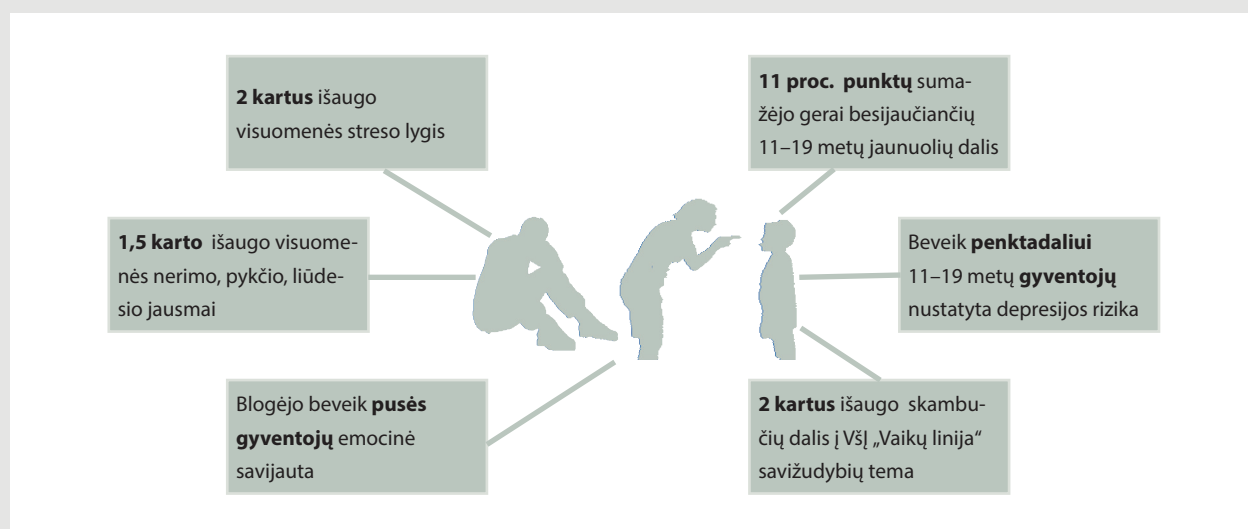 2 kartus išaugo
visuomenės streso lygis
1,5 karto išaugo visuome-
nės nerimo, pykčio, liūde-
sio jausmai
Blogėjo beveik pusės
gyventojų emocinė
savijauta
11 proc. punktų suma-
žėjo gerai besijaučiančių
11–19 metų jaunuolių dalis
Beveik penktadaliui
11–19 metų gyventojų
nustatyta depresijos rizika
2 kartus išaugo skambu-
čių dalis į VšĮ „Vaikų linija“
savižudybių tema